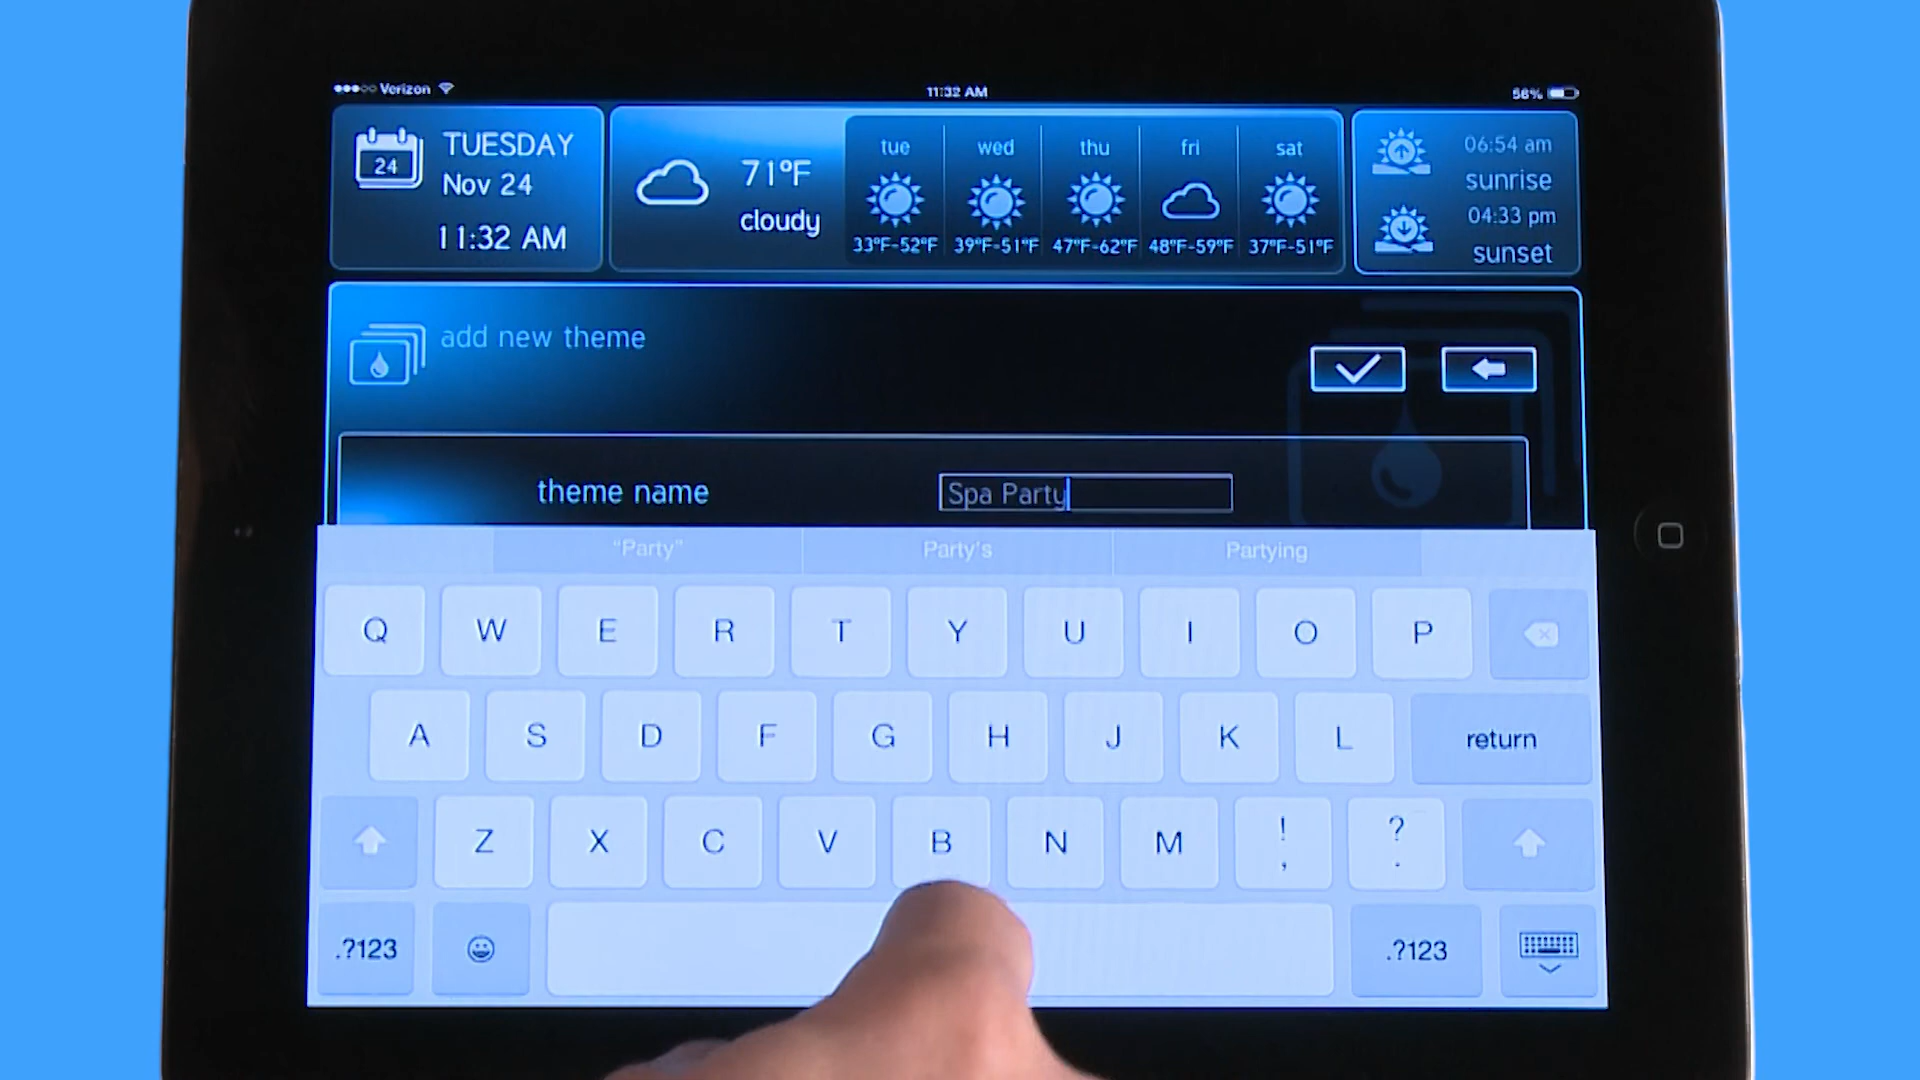 Verizon
11:32 AM
56%
24
TUESDAY
Nov 24
11:32 AM
71°F
cloudy
tue wed thu fri sat
33°F-52°F 39°F-51°F 47°F-62°F 48°F-59°F 37°F-51°F
06:54 am
sunrise
04:33 pm
sunset
add new theme
theme name
Spa Party
"Party" Party's Partying
Q W E R T Y U I O P
A S D F G H J K L return
Z X C V B N M ! , ? .
.?123 .?123